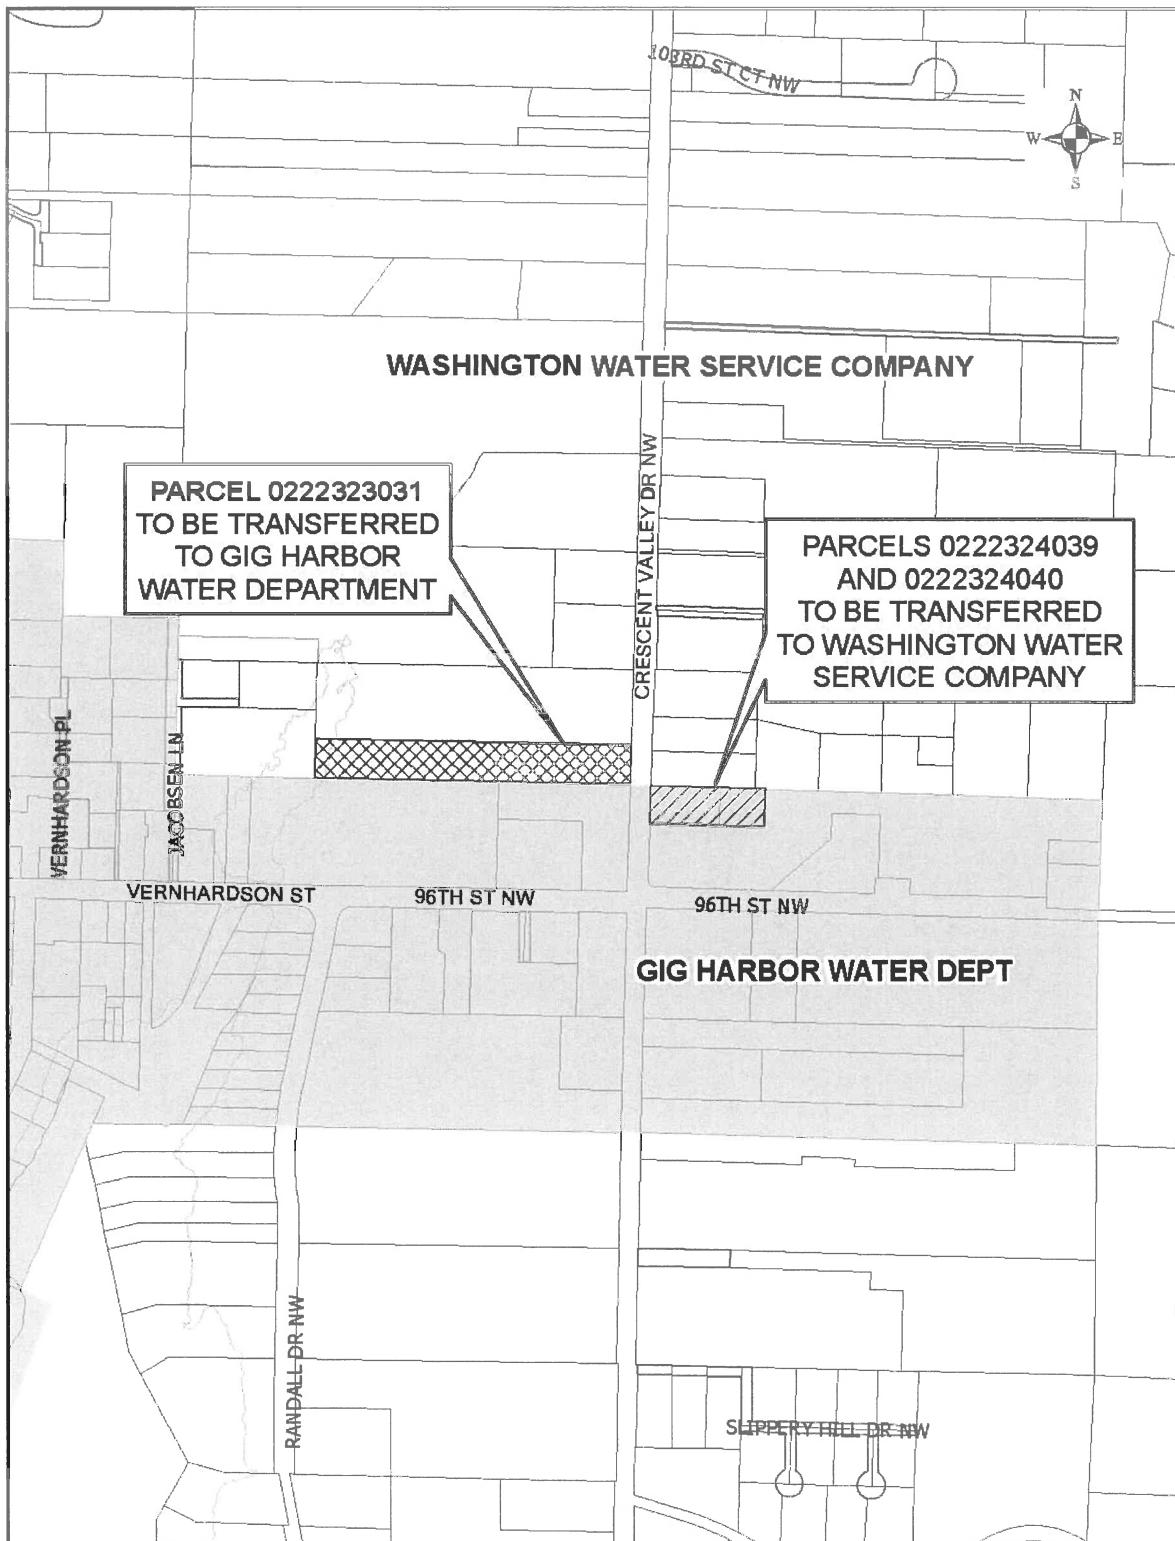 103RD ST CT NW
N
W
E
S
WASHINGTON WATER SERVICE COMPANY
CRESCENT VALLEY DR NW
PARCEL 0222323031
TO BE TRANSFERRED
TO GIG HARBOR
WATER DEPARTMENT
PARCELS 0222324039
AND 0222324040
TO BE TRANSFERRED
TO WASHINGTON WATER
SERVICE COMPANY
VERNHARDSON PL
JACOBSEN LN
VERNHARDSON ST
96TH ST NW
96TH ST NW
GIG HARBOR WATER DEPT
RANDALL DR NW
SLIPPERY HILL DR NW